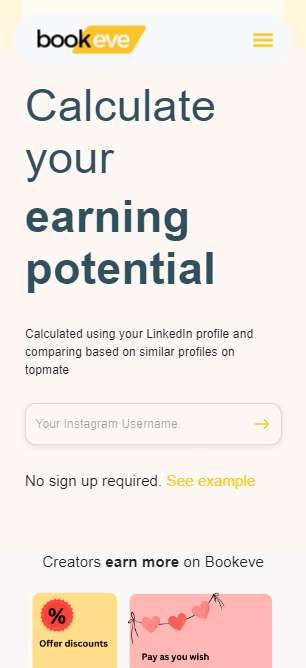 bookeve
Calculate
your
earning
potential
Calculated using your LinkedIn profile and
comparing based on similar profiles on
topmate
Your Instagram Username.
No sign up required. See example
Creators earn more on Bookeve
%
Offer discounts
Pay as you wish